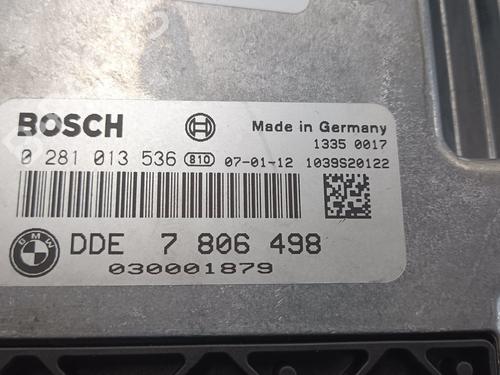 BOSCH
Made in Germany
1335 0017
0 281 013 536 810 07-01-12 1039S20122
BMW
DDE 7 806 498
030001879